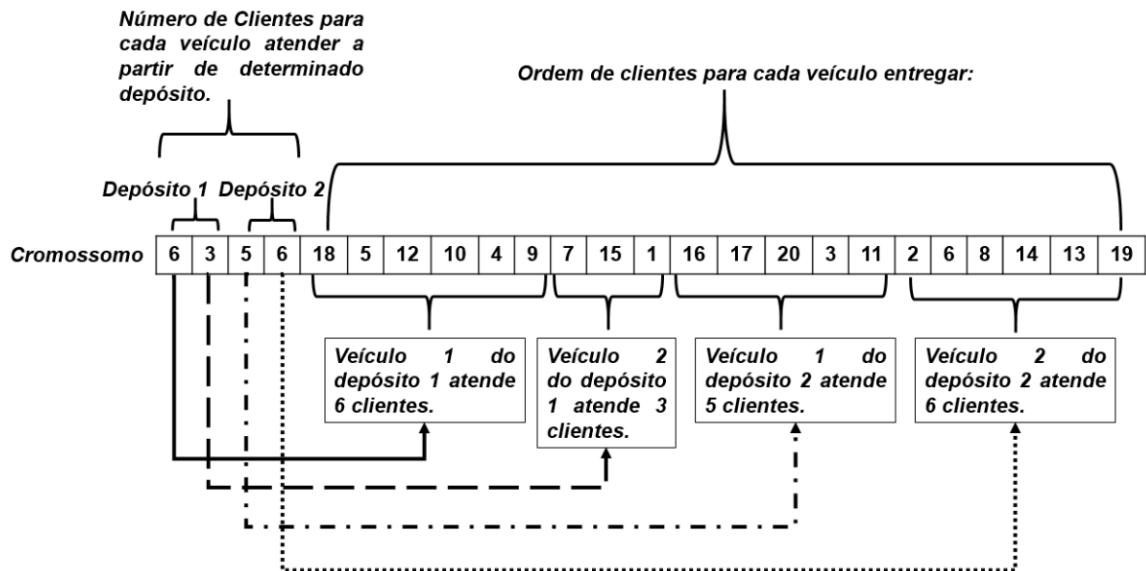 Número de Clientes para
cada veículo atender a
partir de determinado
depósito.
Ordem de clientes para cada veículo entregar:
Depósito 1 Depósito 2
Cromossomo 6 3 5 6 18 5 12 10 4 9 7 15 1 16 17 20 3 11 2 6 8 14 13 19
Veículo 1 do
depósito 1 atende
6 clientes.
Veículo 2
do depósito
1 atende 3
clientes.
Veículo 1 do
depósito 2 atende
5 clientes.
Veículo 2 do
depósito 2 atende
6 clientes.